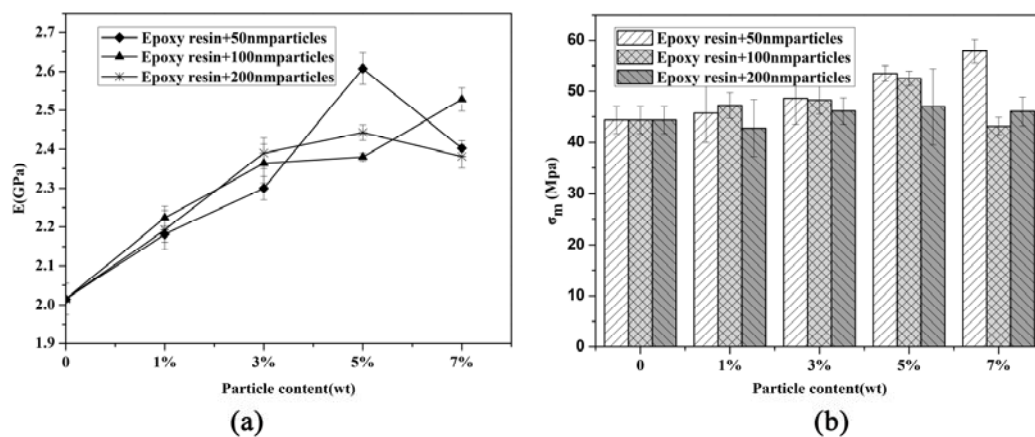 2.7
2.6
2.5
2.4
2.3
2.2
2.1
2.0
1.9
E(GPa)
Epoxy resin+50nmparticles
Epoxy resin+100nmparticles
Epoxy resin+200nmparticles
0 1% 3% 5% 7%
Particle content(wt)
(a)
60
50
40
30
20
10
0
σm (Mpa)
Epoxy resin+50nmparticles
Epoxy resin+100nmparticles
Epoxy resin+200nmparticles
0 1% 3% 5% 7%
Particle content(wt)
(b)